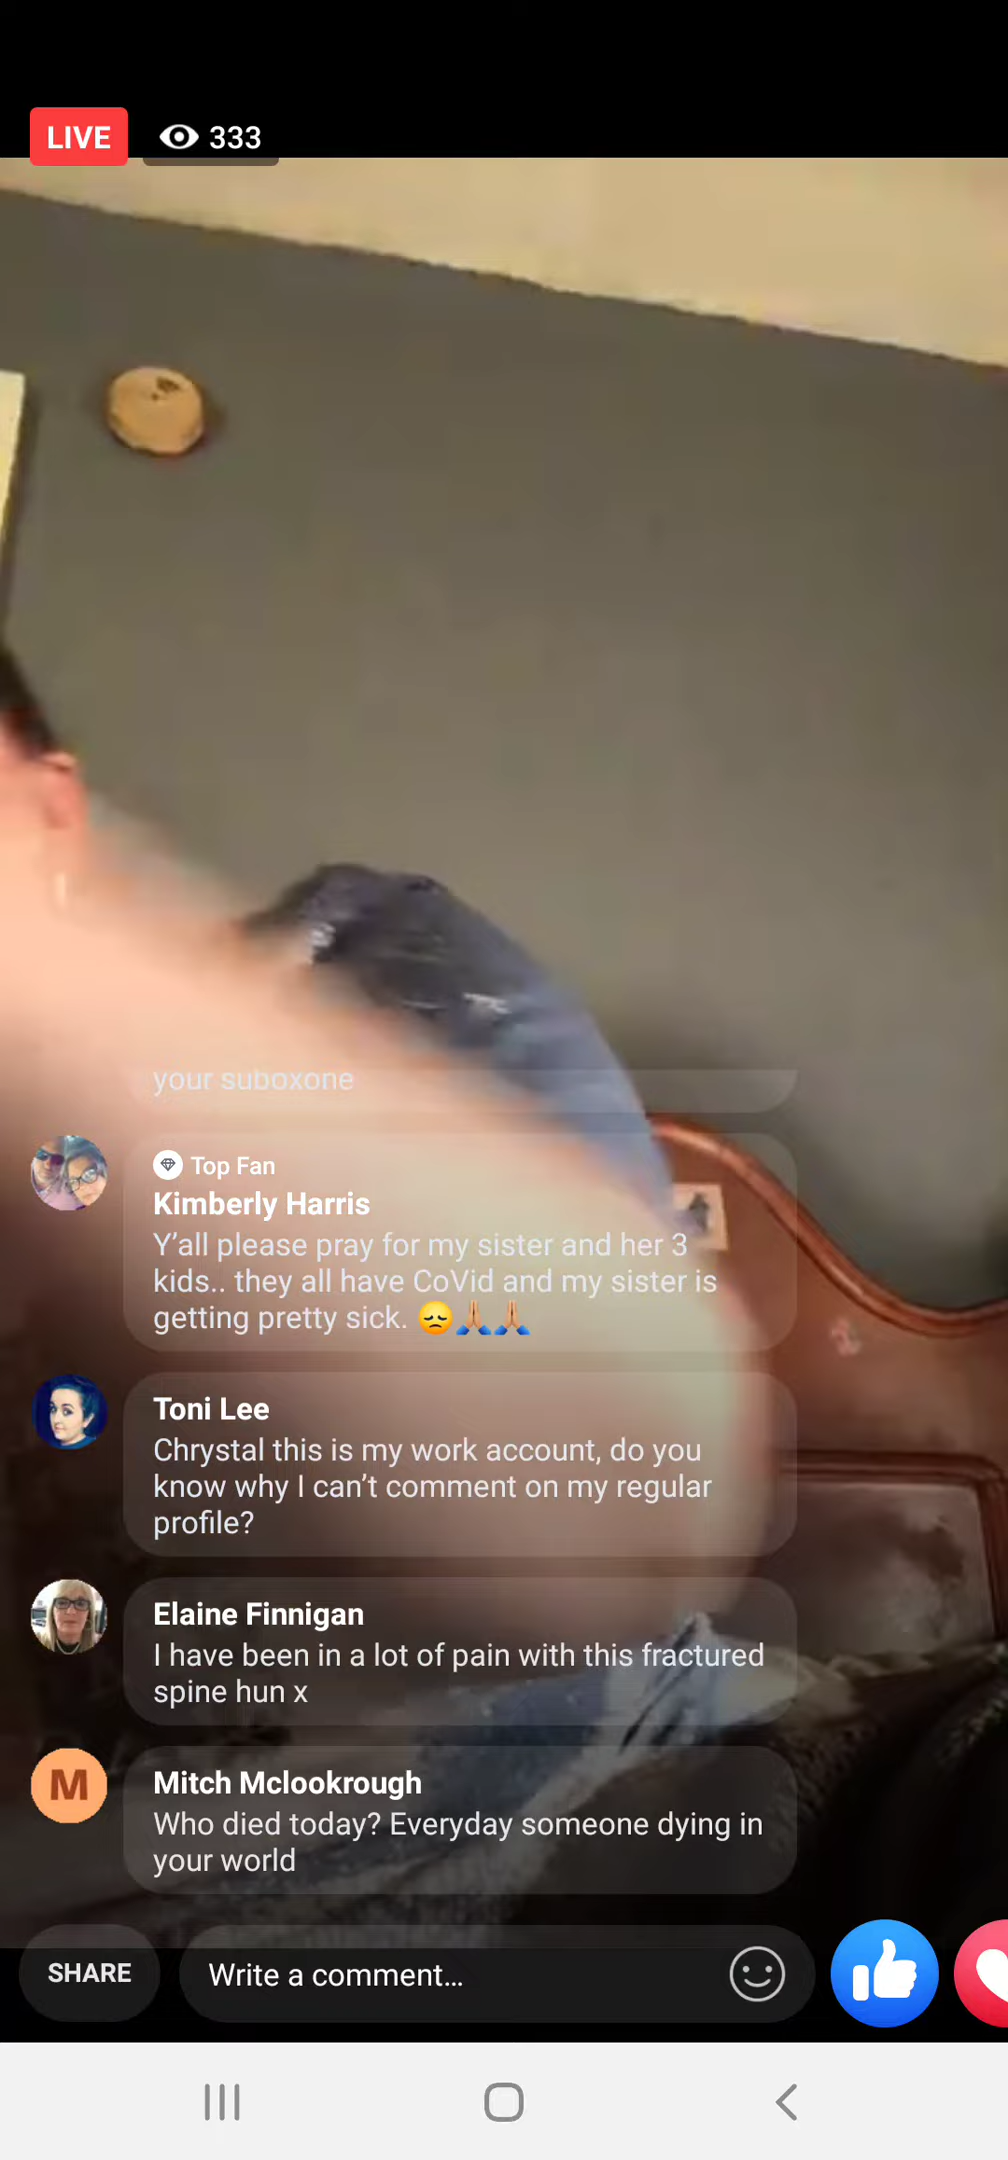 LIVE 333
your suboxone
Top Fan
Kimberly Harris
Y’all please pray for my sister and her 3
kids.. they all have CoVid and my sister is
getting pretty sick. 😞🙏🏼🙏🏼
Toni Lee
Chrystal this is my work account, do you
know why I can’t comment on my regular
profile?
Elaine Finnigan
I have been in a lot of pain with this fractured
spine hun x
M
Mitch Mclookrough
Who died today? Everyday someone dying in
your world
SHARE
Write a comment...